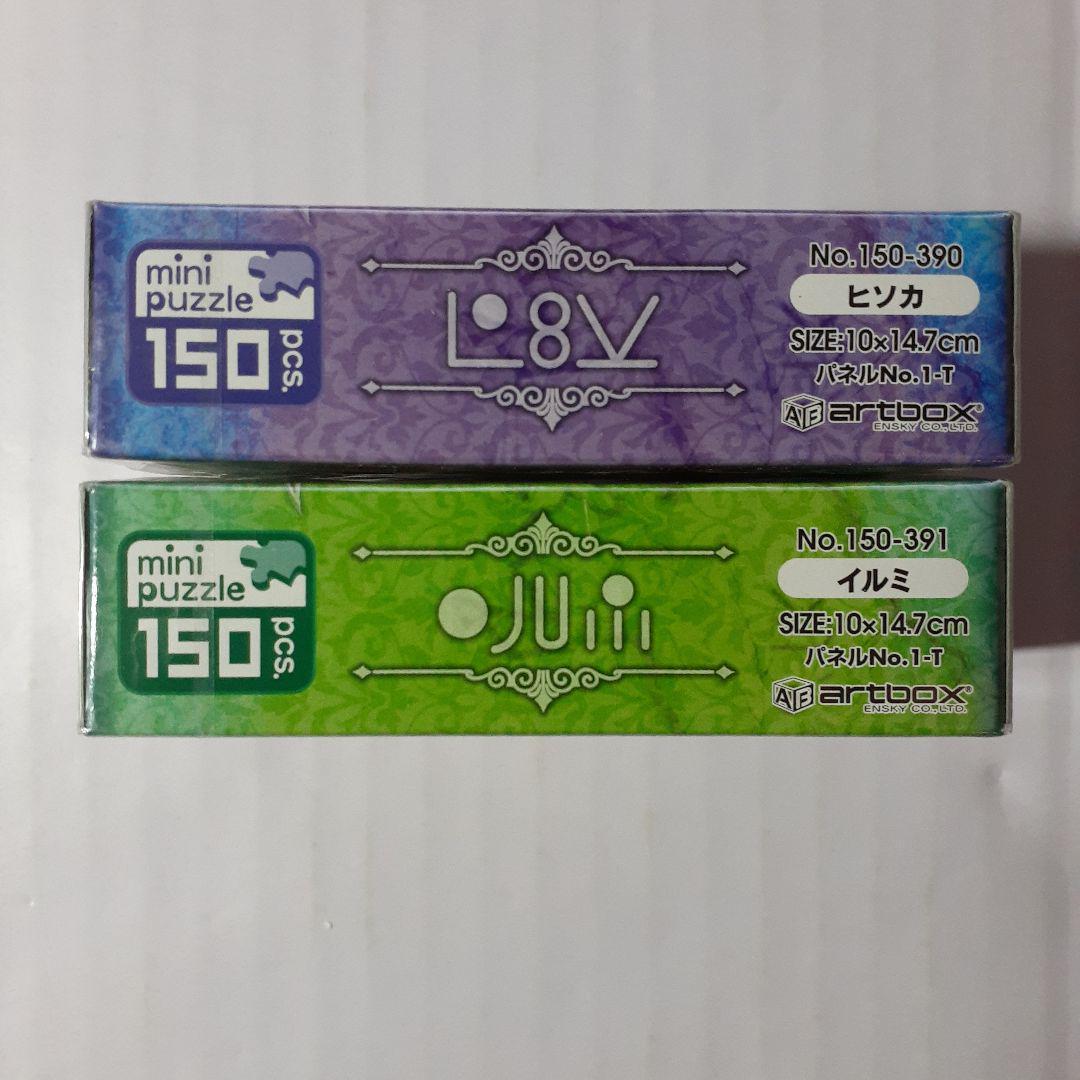 mini
puzzle
150 pcs.
No.150-390
ヒソカ
SIZE:10×14.7cm
パネルNo.1-T
AB artbox®
ENSKY CO.,LTD.
mini
puzzle
150 pcs.
No.150-391
イルミ
SIZE:10×14.7cm
パネルNo.1-T
AB artbox®
ENSKY CO.,LTD.